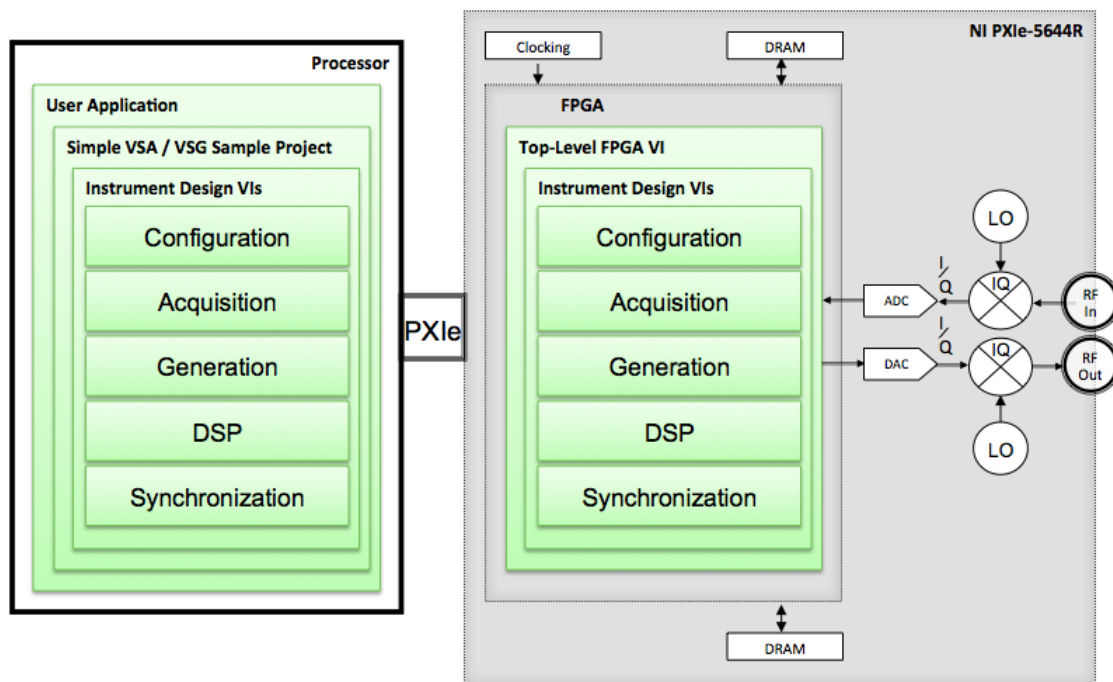 NI PXIe-5644R
Processor
User Application
Simple VSA / VSG Sample Project
Instrument Design VIs
Configuration
Acquisition
Generation
DSP
Synchronization
PXIe
Clocking
DRAM
FPGA
Top-Level FPGA VI
Instrument Design VIs
Configuration
Acquisition
Generation
DSP
Synchronization
ADC
I
/
Q
IQ
LO
RF
In
DAC
I
/
Q
IQ
LO
RF
Out
DRAM